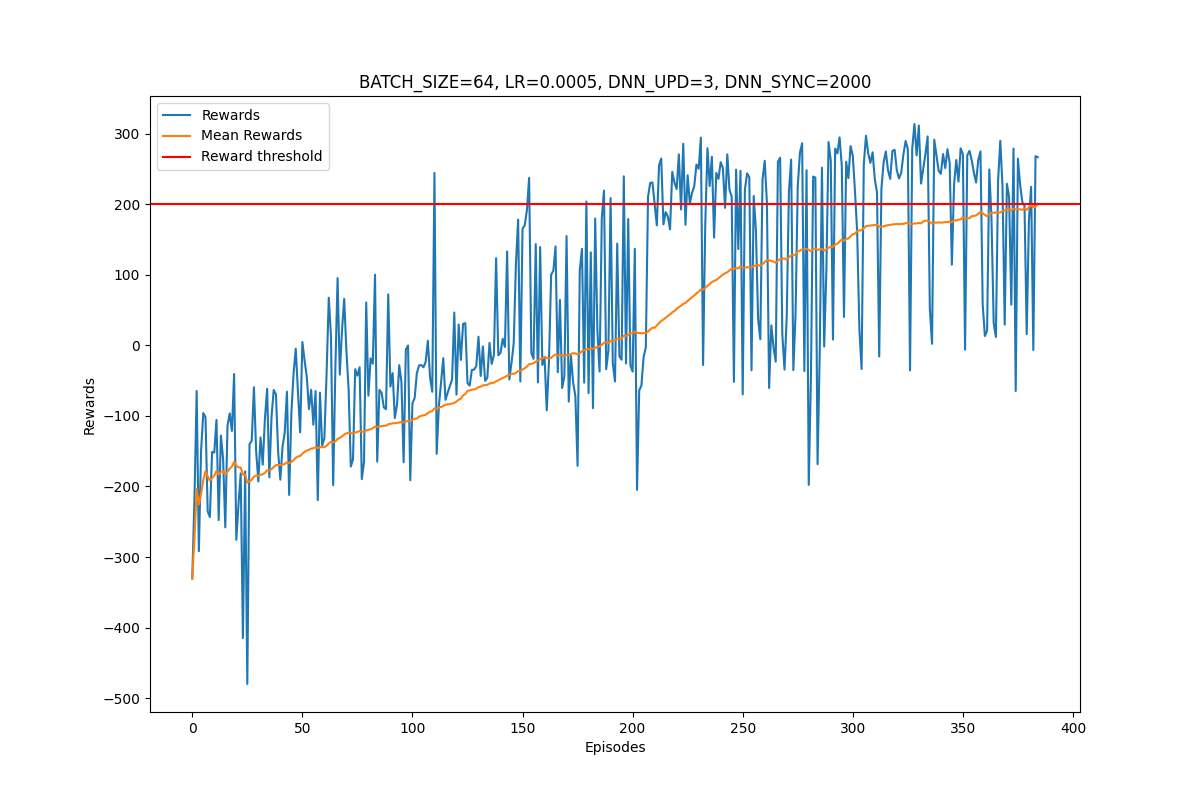 BATCH_SIZE=64, LR=0.0005, DNN_UPD=3, DNN_SYNC=2000
Rewards
Mean Rewards
Reward threshold
300
200
100
0
−100
−200
−300
−400
−500
Rewards
0 50 100 150 200 250 300 350 400
Episodes